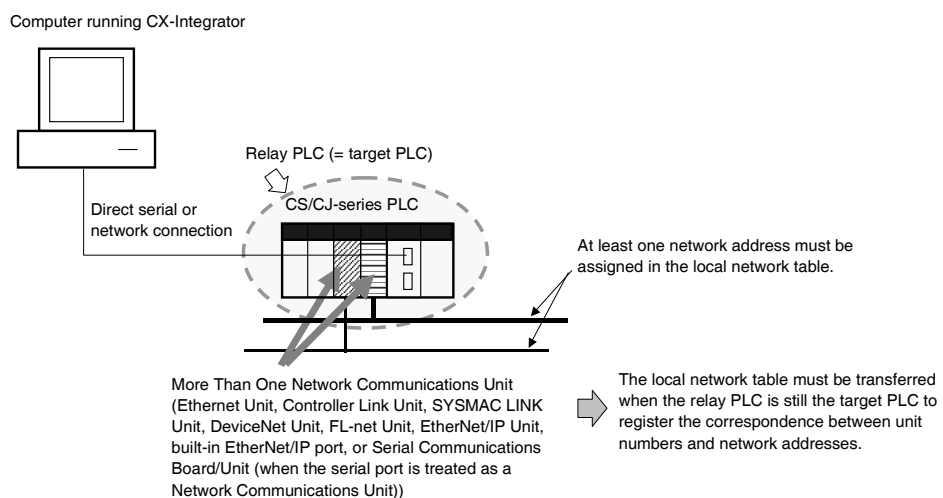 Computer running CX-Integrator
Relay PLC (= target PLC)
CS/CJ-series PLC
Direct serial or
network connection
At least one network address must be
assigned in the local network table.
More Than One Network Communications Unit
(Ethernet Unit, Controller Link Unit, SYSMAC LINK
Unit, DeviceNet Unit, FL-net Unit, EtherNet/IP Unit,
built-in EtherNet/IP port, or Serial Communications
Board/Unit (when the serial port is treated as a
Network Communications Unit))
The local network table must be transferred
when the relay PLC is still the target PLC to
register the correspondence between unit
numbers and network addresses.